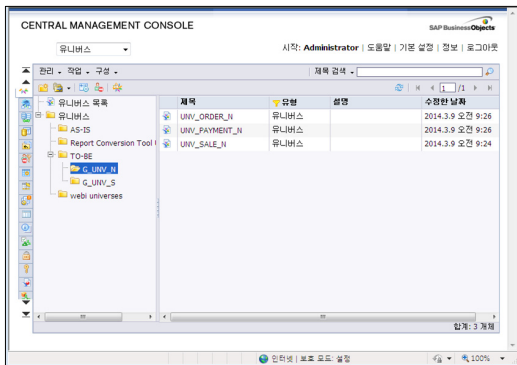 CENTRAL MANAGEMENT CONSOLE
SAP BusinessObjects
유니버스
시작: Administrator | 도움말 | 기본 설정 | 정보 | 로그아웃
관리 작업 구성
제목 검색
1 /1
유니버스 목록
유니버스
AS-IS
Report Conversion Tool
TO-BE
G_UNV_N
G_UNV_S
webi universes
제목 유형 설명 수정한 날짜
UNV_ORDER_N 유니버스 2014.3.9 오전 9:26
UNV_PAYMENT_N 유니버스 2014.3.9 오전 9:26
UNV_SALE_N 유니버스 2014.3.9 오전 9:24
합계: 3 개체
인터넷 | 보호 모드: 설정
100%